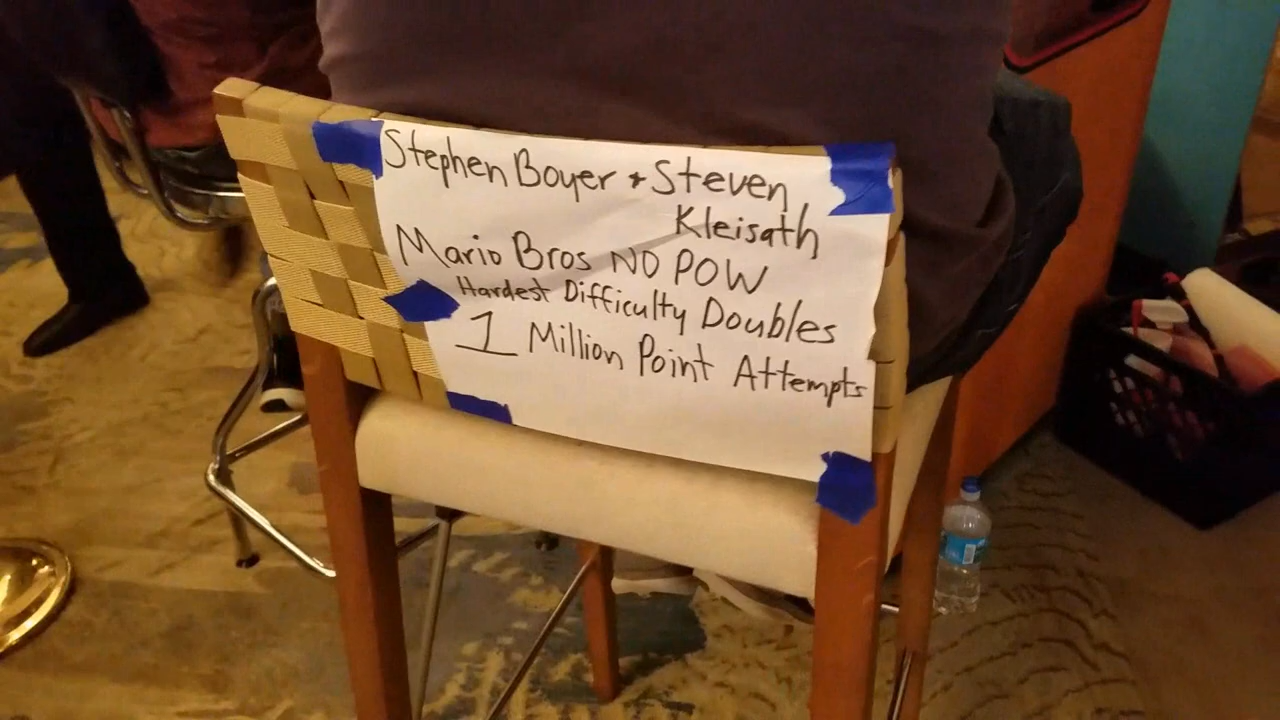 Stephen Boyer + Steven
Kleisath
Mario Bros NO POW
Hardest Difficulty Doubles
1 Million Point Attempts